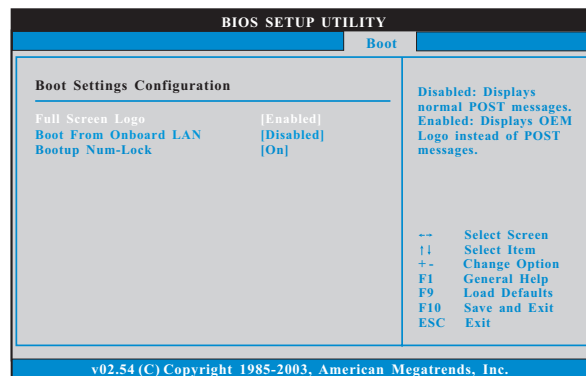 BIOS SETUP UTILITY
Boot
Boot Settings Configuration
Full Screen Logo [Enabled]
Boot From Onboard LAN [Disabled]
Bootup Num-Lock [On]
Disabled: Displays
normal POST messages.
Enabled: Displays OEM
Logo instead of POST
messages.
←→ Select Screen
↑↓ Select Item
+ - Change Option
F1 General Help
F9 Load Defaults
F10 Save and Exit
ESC Exit
v02.54 (C) Copyright 1985-2003, American Megatrends, Inc.